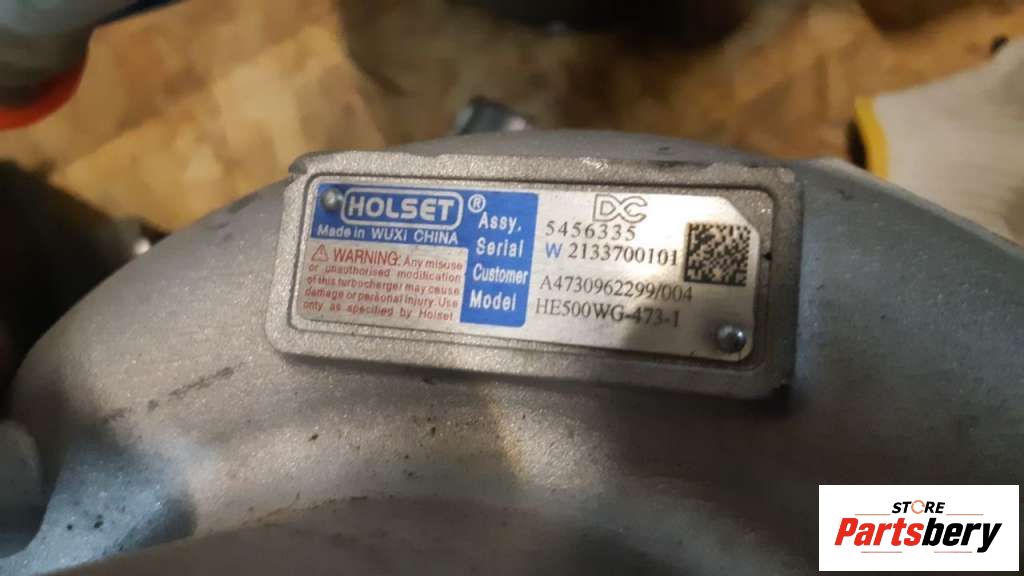 HOLSET ®
Made in WUXI CHINA
⚠ WARNING: Any misuse
or unauthorised modification
of this turbocharger may cause
damage or personal injury. Use
only as specified by Holset
DC
Assy. 5456335
Serial W 2133700101
Customer A4730962299/004
Model HE500WG-473-1
STORE
Partsbery